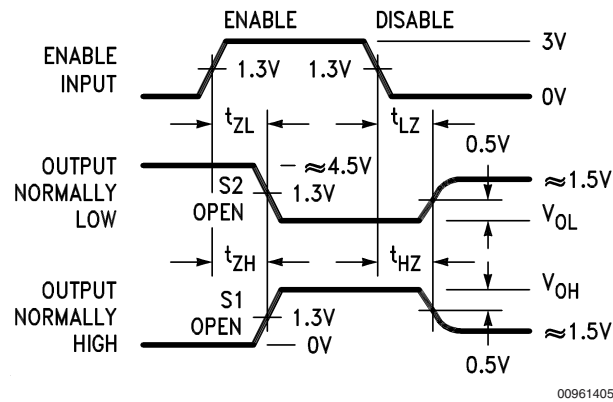 ENABLE DISABLE
ENABLE INPUT
3V
1.3V 1.3V
0V
tZL tLZ
0.5V
OUTPUT NORMALLY LOW
≈4.5V
S2 OPEN
1.3V
≈1.5V
VOL
tZH tHZ
OUTPUT NORMALLY HIGH
S1 OPEN
1.3V
0V
VOH
≈1.5V
0.5V
00961405